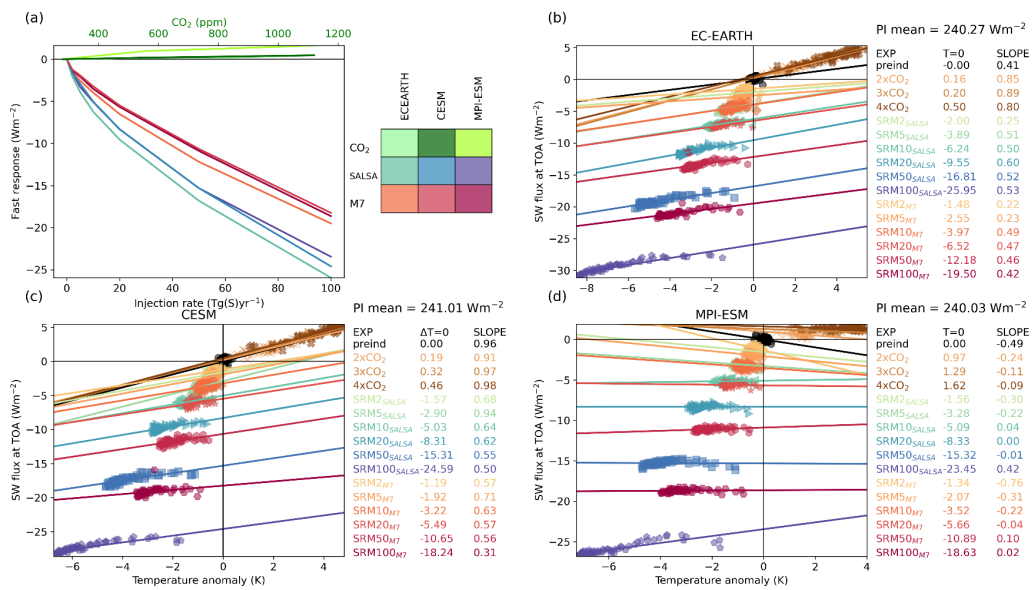 (a)
CO2 (ppm)
400 600 800 1000 1200
0
−5
−10
−15
−20
−25
Fast response (Wm−2)
0 20 40 60 80 100
Injection rate (Tg(S)yr−1)
ECEARTH
CESM
MPI-ESM
CO2
SALSA
M7
(b)
EC-EARTH
PI mean = 240.27 Wm−2
5
0
−5
−10
−15
−20
−25
−30
SW flux at TOA (Wm−2)
−8 −6 −4 −2 0 2 4
EXP T=0 SLOPE
preind -0.00 0.41
2xCO2 0.16 0.85
3xCO2 0.20 0.89
4xCO2 0.50 0.80
SRM2SALSA -2.00 0.25
SRM5SALSA -3.89 0.51
SRM10SALSA -6.24 0.50
SRM20SALSA -9.55 0.60
SRM50SALSA -16.81 0.52
SRM100SALSA -25.95 0.53
SRM2M7 -1.48 0.22
SRM5M7 -2.55 0.23
SRM10M7 -3.97 0.49
SRM20M7 -6.52 0.47
SRM50M7 -12.18 0.46
SRM100M7 -19.50 0.42
(c)
CESM
PI mean = 241.01 Wm−2
5
0
−5
−10
−15
−20
−25
SW flux at TOA (Wm−2)
−6 −4 −2 0 2 4
Temperature anomaly (K)
EXP ΔT=0 SLOPE
preind 0.00 0.96
2xCO2 0.19 0.91
3xCO2 0.32 0.97
4xCO2 0.46 0.98
SRM2SALSA -1.57 0.68
SRM5SALSA -2.90 0.94
SRM10SALSA -5.03 0.64
SRM20SALSA -8.31 0.62
SRM50SALSA -15.31 0.55
SRM100SALSA -24.59 0.50
SRM2M7 -1.19 0.57
SRM5M7 -1.92 0.71
SRM10M7 -3.22 0.63
SRM20M7 -5.49 0.57
SRM50M7 -10.65 0.56
SRM100M7 -18.24 0.31
(d)
MPI-ESM
PI mean = 240.03 Wm−2
0
−5
−10
−15
−20
−25
SW flux at TOA (Wm−2)
−6 −4 −2 0 2 4
Temperature anomaly (K)
EXP T=0 SLOPE
preind 0.00 -0.49
2xCO2 0.97 -0.24
3xCO2 1.29 -0.11
4xCO2 1.62 -0.09
SRM2SALSA -1.56 -0.30
SRM5SALSA -3.28 -0.22
SRM10SALSA -5.09 0.04
SRM20SALSA -8.33 0.00
SRM50SALSA -15.32 -0.01
SRM100SALSA -23.45 0.42
SRM2M7 -1.34 -0.76
SRM5M7 -2.07 -0.31
SRM10M7 -3.52 -0.22
SRM20M7 -5.66 -0.04
SRM50M7 -10.89 0.10
SRM100M7 -18.63 0.02